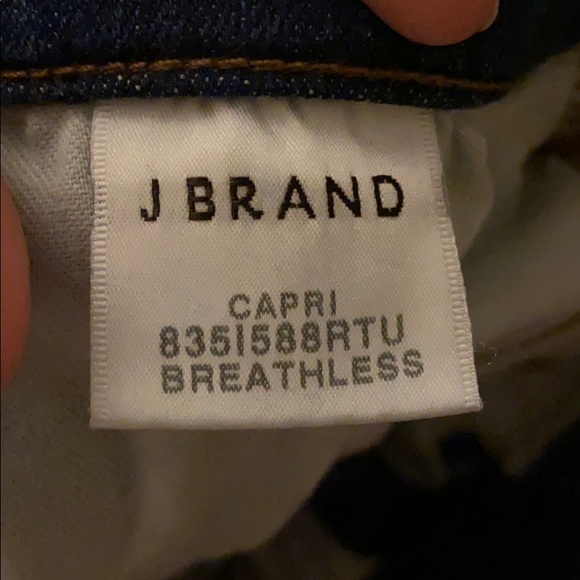 J BRAND
CAPRI
835I588RTU
BREATHLESS